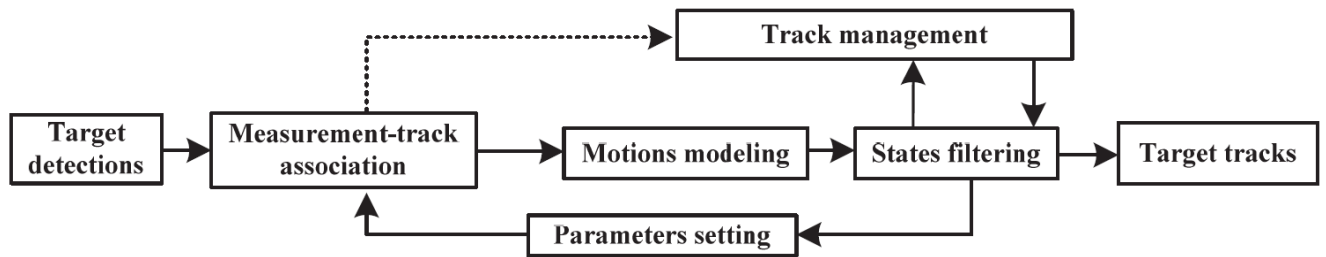 Track management
Target
detections
Measurement-track
association
Motions modeling
States filtering
Target tracks
Parameters setting